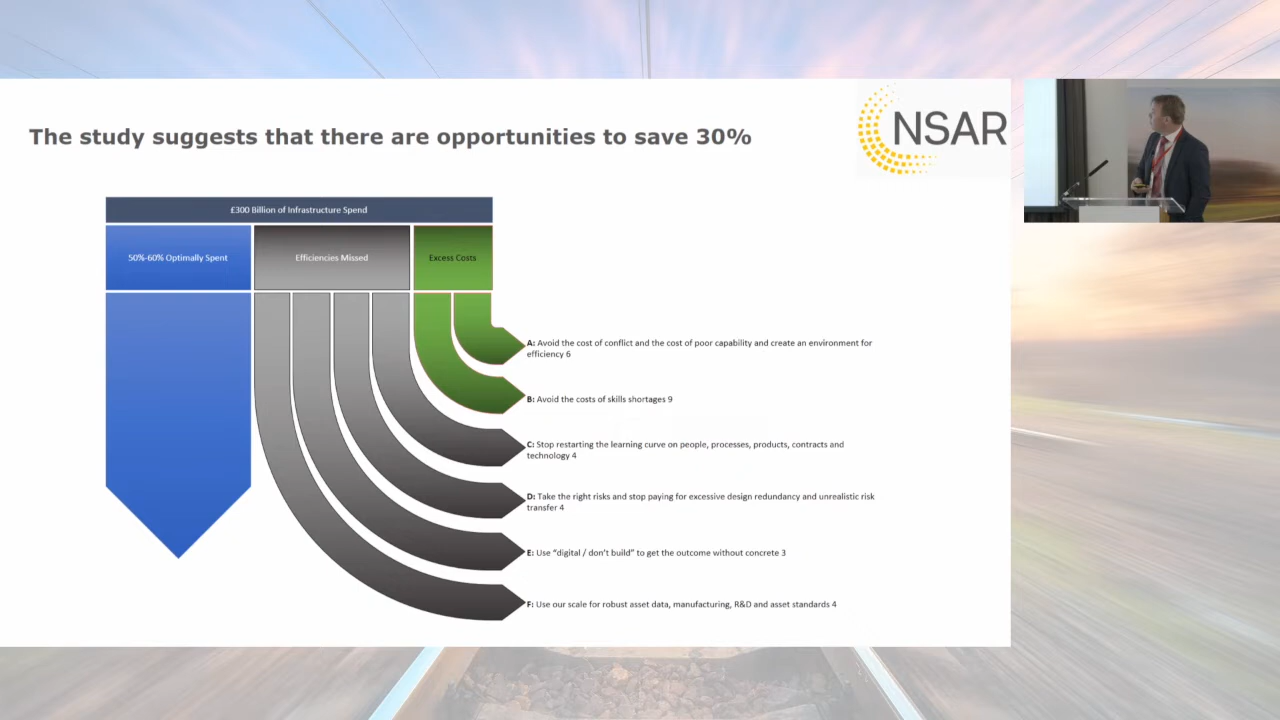 The study suggests that there are opportunities to save 30%
NSAR
£300 Billion of Infrastructure Spend
50%-60% Optimally Spent
Efficiencies Missed
Excess Costs
A: Avoid the cost of conflict and the cost of poor capability and create an environment for
efficiency 6
B: Avoid the costs of skills shortages 9
C: Stop restarting the learning curve on people, processes, products, contracts and
technology 4
D: Take the right risks and stop paying for excessive design redundancy and unrealistic risk
transfer 4
E: Use “digital / don’t build” to get the outcome without concrete 3
F: Use our scale for robust asset data, manufacturing, R&D and asset standards 4